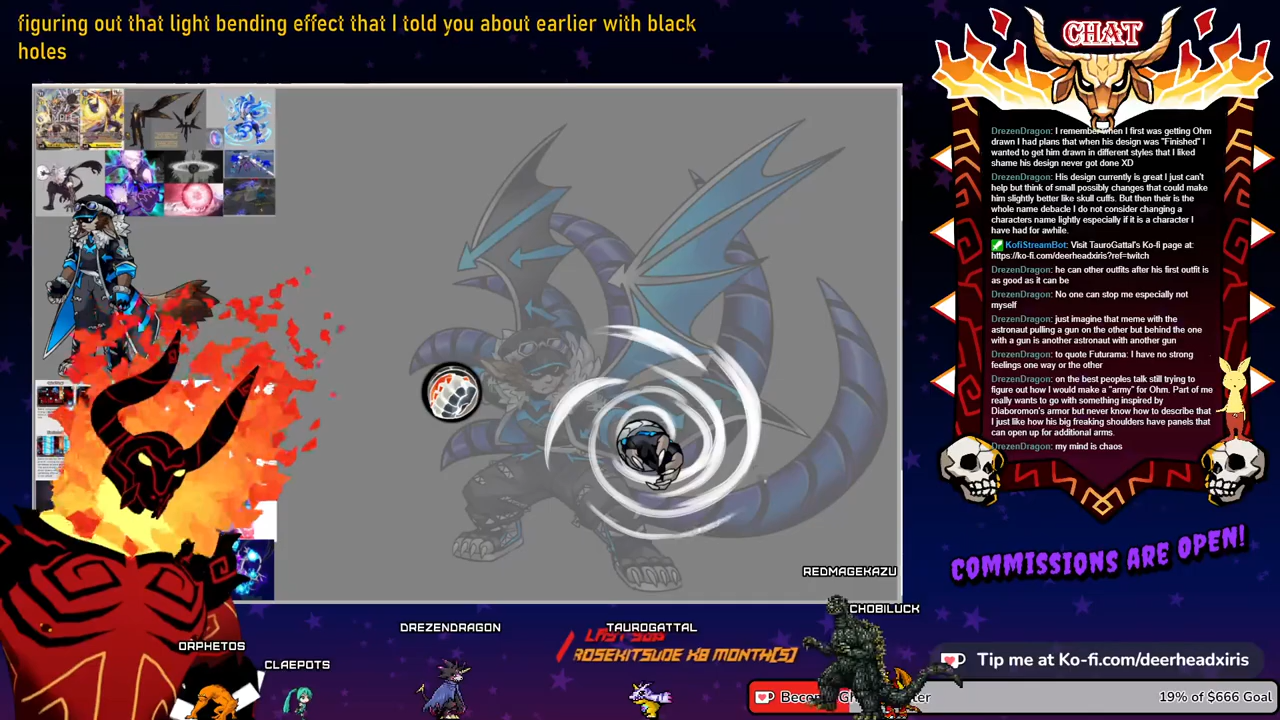 figuring out that light bending effect that I told you about earlier with black
holes
CHAT
DrezenDragon: I remember when I first was getting Ohm
drawn I had plans that when his design was "Finished" I
wanted to get him drawn in different styles that I liked
shame his design never got done XD
DrezenDragon: His design currently is great I just can't
help but think of small possibly changes that could make
him slightly better like skull cuffs. But then their is the
whole name debacle I do not consider changing a
characters name lightly especially if it is a character I
have had for awhile.
KofiStreamBot: Visit TauroGattal's Ko-fi page at:
https://ko-fi.com/deerheadxiris?ref=twitch
DrezenDragon: he can other outfits after his first outfit is
as good as it can be
DrezenDragon: No one can stop me especially not
myself
DrezenDragon: just imagine that meme with the
astronaut pulling a gun on the other but behind the one
with a gun is another astronaut with another gun
DrezenDragon: to quote Futurama: I have no strong
feelings one way or the other
DrezenDragon: on the best peoples talk still trying to
figure out how I would make a "army" for Ohm. Part of me
really wants to go with something inspired by
Diaboromon's armor but never know how to describe that
I just like how his big freaking shoulders have panels that
can open up for additional arms.
DrezenDragon: my mind is chaos
COMMISSIONS ARE OPEN!
REDMAGEKAZU
CHOBILUCK
DREZENDRAGON
TAUROGATTAL
ORPHETOS
CLAEPOTS
LAST SUB
ROSEKITSUDE X8 MONTH(S)
Tip me at Ko-fi.com/deerheadxiris
19% of $666 Goal